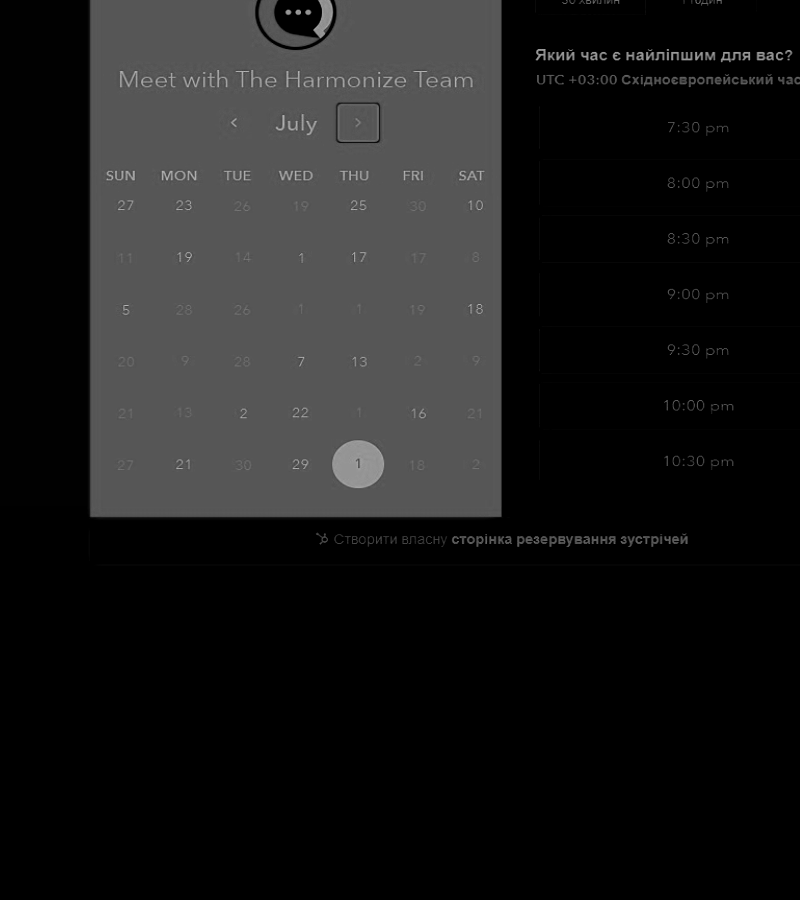 30 хвилин 1 годин
Який час є найліпшим для вас?
UTC +03:00 Східноєвропейський час
Meet with The Harmonize Team
July
SUN MON TUE WED THU FRI SAT
27 23 26 19 25 30 10
11 19 14 1 17 17 8
5 28 26 1 1 19 18
20 9 28 7 13 2 9
21 13 2 22 1 16 21
27 21 30 29 1 18 2
7:30 pm
8:00 pm
8:30 pm
9:00 pm
9:30 pm
10:00 pm
10:30 pm
Створити власну сторінка резервування зустрічей